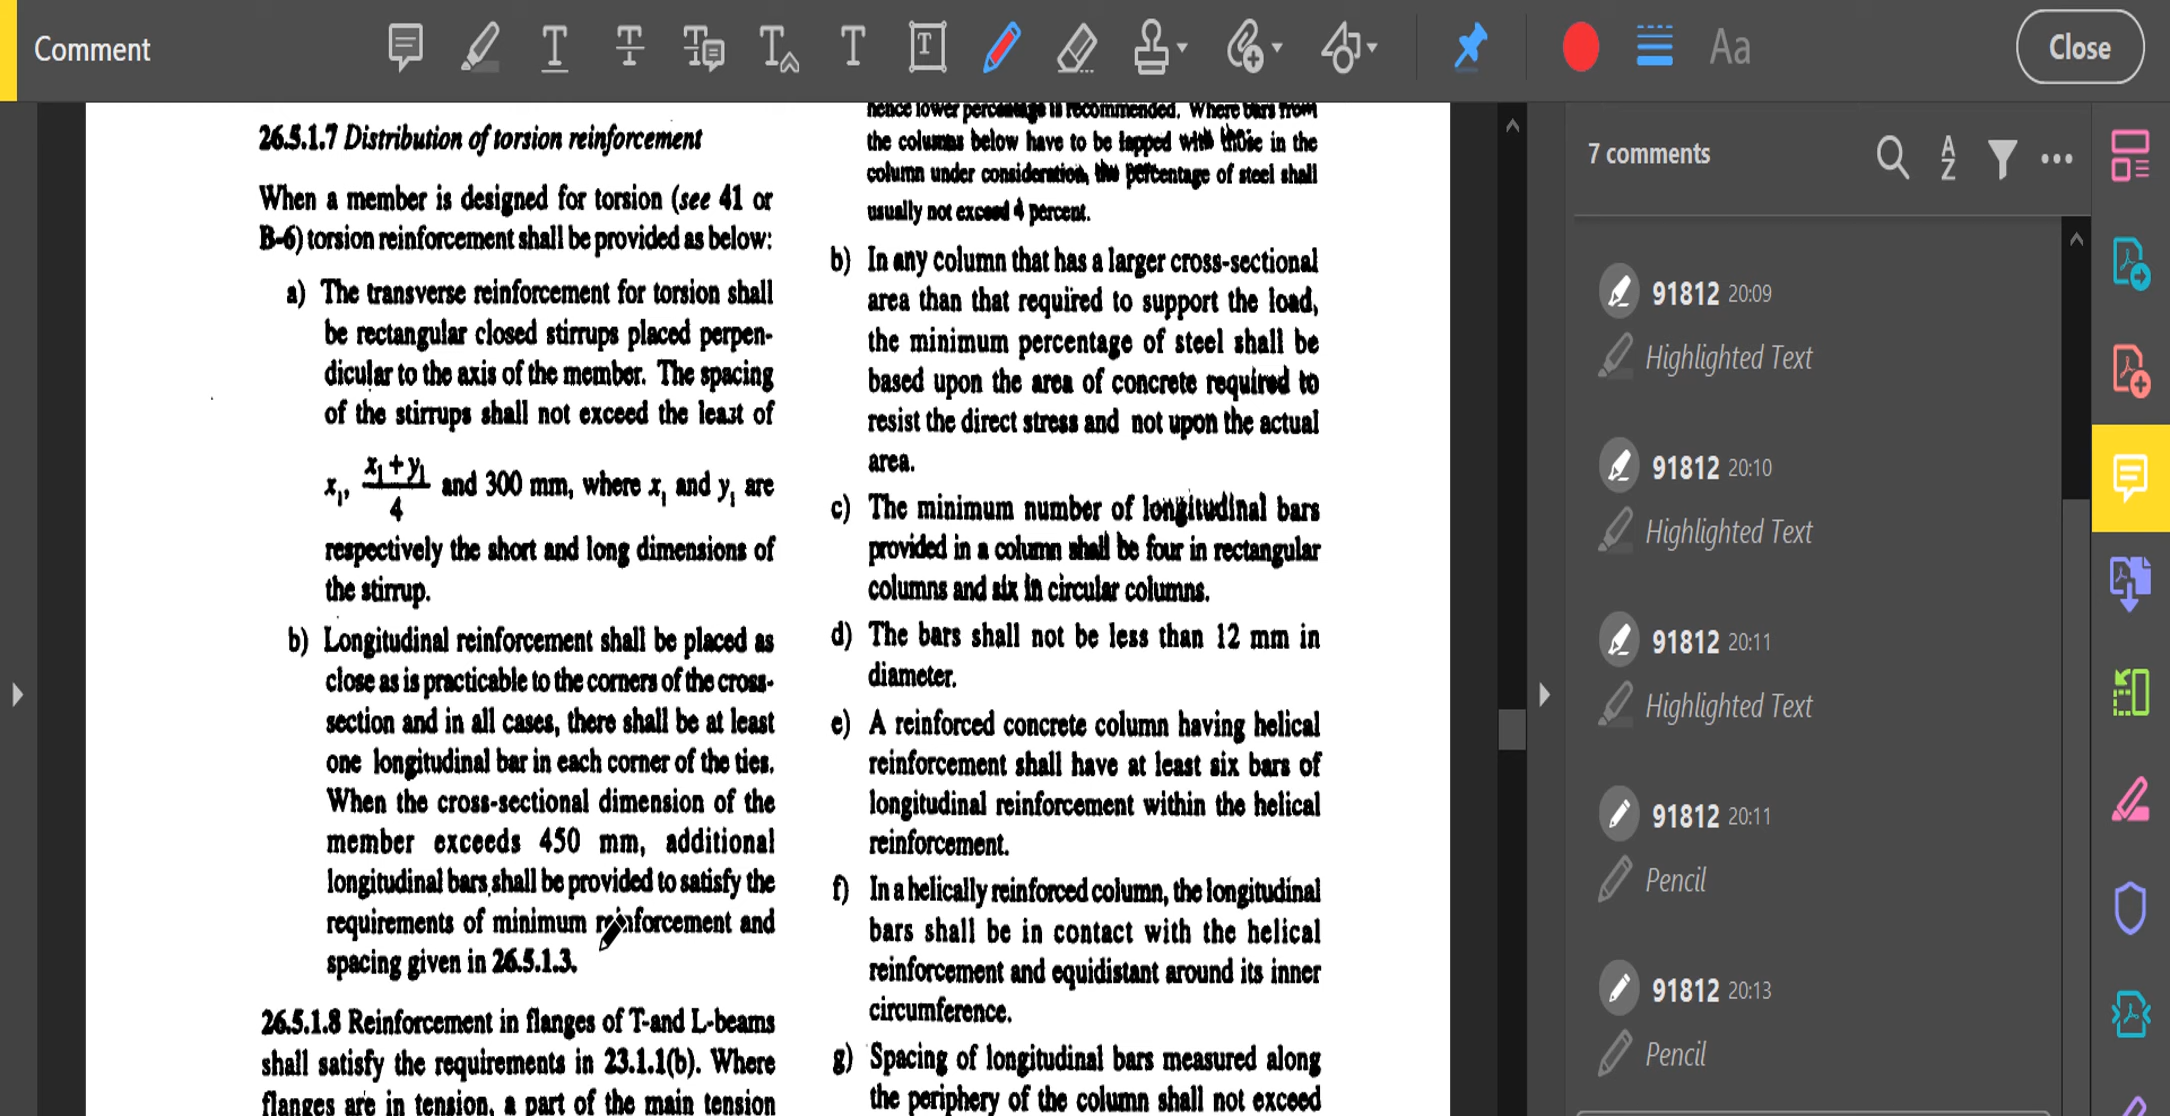 Comment
T
T
T
T
T
T
Aa
Close
26.5.1.7 Distribution of torsion reinforcement
When a member is designed for torsion (see 41 or
B-6) torsion reinforcement shall be provided as below:
a) The transverse reinforcement for torsion shall
be rectangular closed stirrups placed perpen-
dicular to the axis of the member. The spacing
of the stirrups shall not exceed the least of
x₁, (x₁ + y₁)/4 and 300 mm, where x₁ and y₁ are
respectively the short and long dimensions of
the stirrup.
b) Longitudinal reinforcement shall be placed as
close as is practicable to the corners of the cross-
section and in all cases, there shall be at least
one longitudinal bar in each corner of the ties.
When the cross-sectional dimension of the
member exceeds 450 mm, additional
longitudinal bars shall be provided to satisfy the
requirements of minimum reinforcement and
spacing given in 26.5.1.3.
26.5.1.8 Reinforcement in flanges of T-and L-beams
shall satisfy the requirements in 23.1.1(b). Where
flanges are in tension, a part of the main tension
hence lower percentage is recommended. Where bars from
the columns below have to be lapped with those in the
column under consideration, the percentage of steel shall
usually not exceed 4 percent.
b) In any column that has a larger cross-sectional
area than that required to support the load,
the minimum percentage of steel shall be
based upon the area of concrete required to
resist the direct stress and not upon the actual
area.
c) The minimum number of longitudinal bars
provided in a column shall be four in rectangular
columns and six in circular columns.
d) The bars shall not be less than 12 mm in
diameter.
e) A reinforced concrete column having helical
reinforcement shall have at least six bars of
longitudinal reinforcement within the helical
reinforcement.
f) In a helically reinforced column, the longitudinal
bars shall be in contact with the helical
reinforcement and equidistant around its inner
circumference.
g) Spacing of longitudinal bars measured along
the periphery of the column shall not exceed
7 comments
A
Z
91812 20:09
Highlighted Text
91812 20:10
Highlighted Text
91812 20:11
Highlighted Text
91812 20:11
Pencil
91812 20:13
Pencil